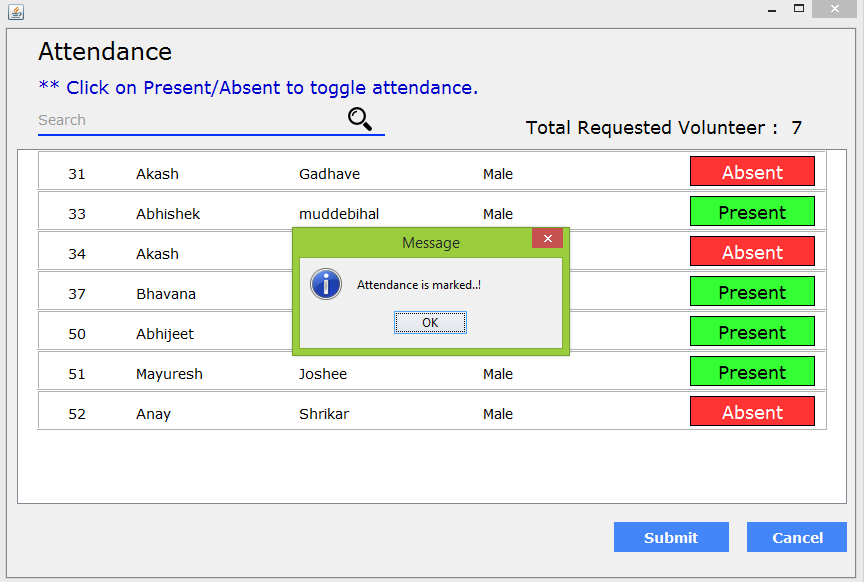 Attendance
** Click on Present/Absent to toggle attendance.
Search
Total Requested Volunteer : 7
31 Akash Gadhave Male Absent
33 Abhishek muddebihal Male Present
34 Akash Absent
37 Bhavana Present
50 Abhijeet Present
51 Mayuresh Joshee Male Present
52 Anay Shrikar Male Absent
Message
Attendance is marked..!
OK
Submit Cancel